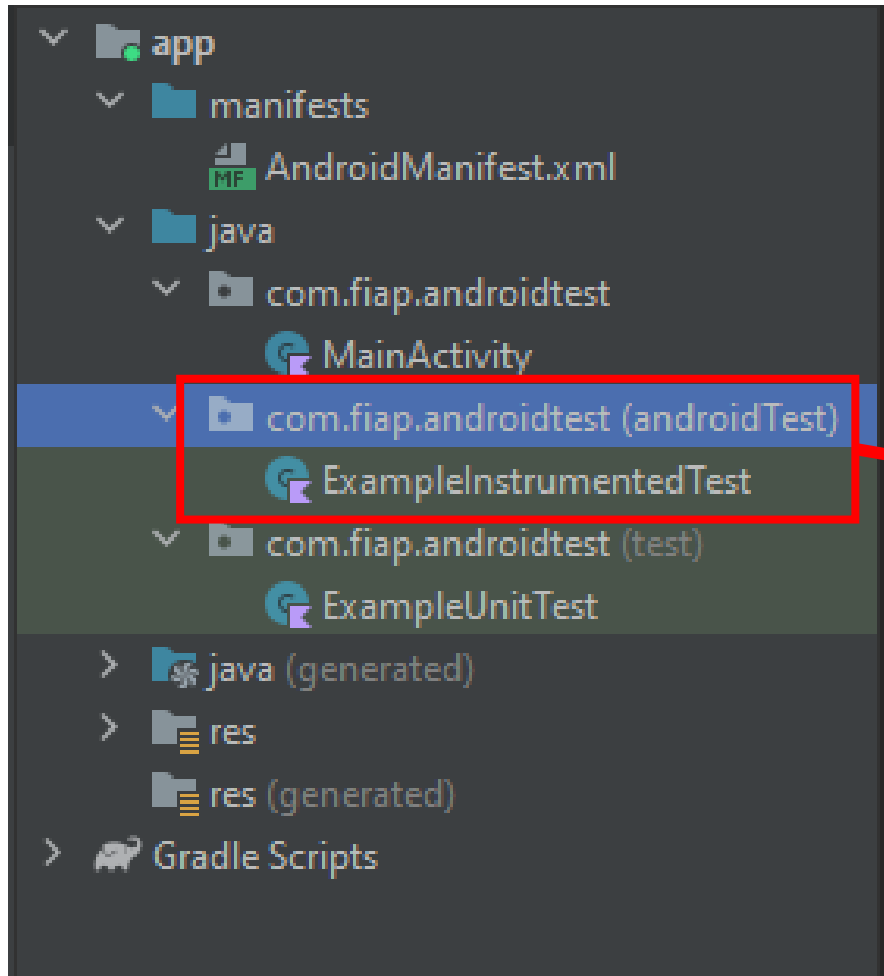 app
manifests
MF AndroidManifest.xml
java
com.fiap.androidtest
MainActivity
com.fiap.androidtest (androidTest)
ExampleInstrumentedTest
com.fiap.androidtest (test)
ExampleUnitTest
java (generated)
res
res (generated)
Gradle Scripts